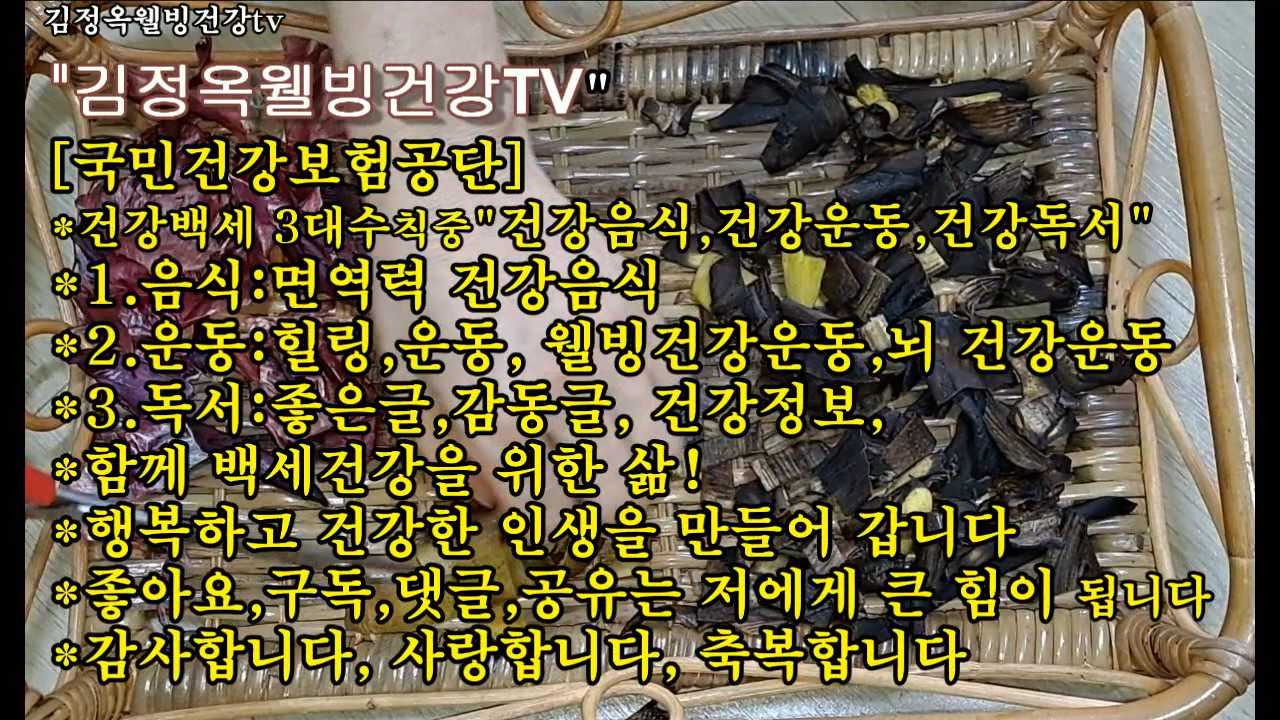 김정옥웰빙건강tv
"김정옥웰빙건강TV"
[국민건강보험공단]
*건강백세 3대수칙중"건강음식,건강운동,건강독서"
*1.음식:면역력 건강음식
*2.운동:힐링,운동, 웰빙건강운동,뇌 건강운동
*3.독서:좋은글,감동글, 건강정보,
*함께 백세건강을 위한 삶!
*행복하고 건강한 인생을 만들어 갑니다
*좋아요,구독,댓글,공유는 저에게 큰 힘이 됩니다
*감사합니다, 사랑합니다, 축복합니다